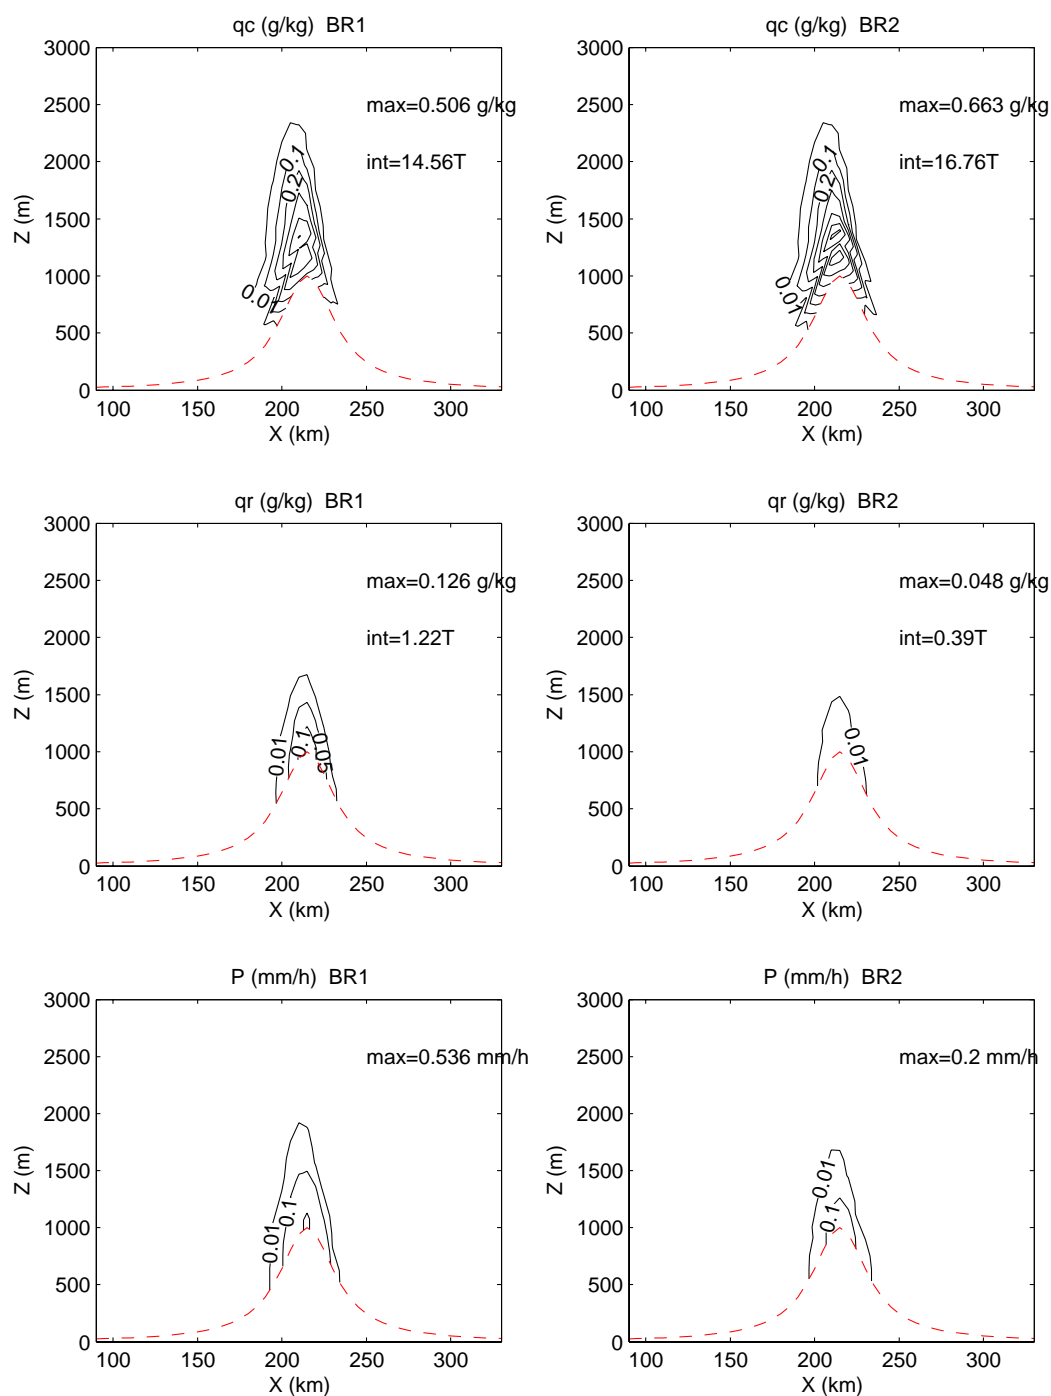 qc (g/kg)  BR1
3000
2500
2000
1500
1000
500
0
Z (m)
max=0.506 g/kg
int=14.56T
0.1
0.2
0.01
100 150 200 250 300
X (km)
qc (g/kg)  BR2
3000
2500
2000
1500
1000
500
0
Z (m)
max=0.663 g/kg
int=16.76T
0.1
0.2
0.01
100 150 200 250 300
X (km)
qr (g/kg)  BR1
3000
2500
2000
1500
1000
500
0
Z (m)
max=0.126 g/kg
int=1.22T
0.01
0.1
0.05
100 150 200 250 300
X (km)
qr (g/kg)  BR2
3000
2500
2000
1500
1000
500
0
Z (m)
max=0.048 g/kg
int=0.39T
0.01
100 150 200 250 300
X (km)
P (mm/h)  BR1
3000
2500
2000
1500
1000
500
0
Z (m)
max=0.536 mm/h
0.01
0.1
100 150 200 250 300
X (km)
P (mm/h)  BR2
3000
2500
2000
1500
1000
500
0
Z (m)
max=0.2 mm/h
0.01
0.1
100 150 200 250 300
X (km)